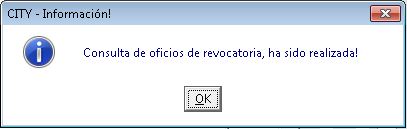 CITY - Información!
Consulta de oficios de revocatoria, ha sido realizada!
OK